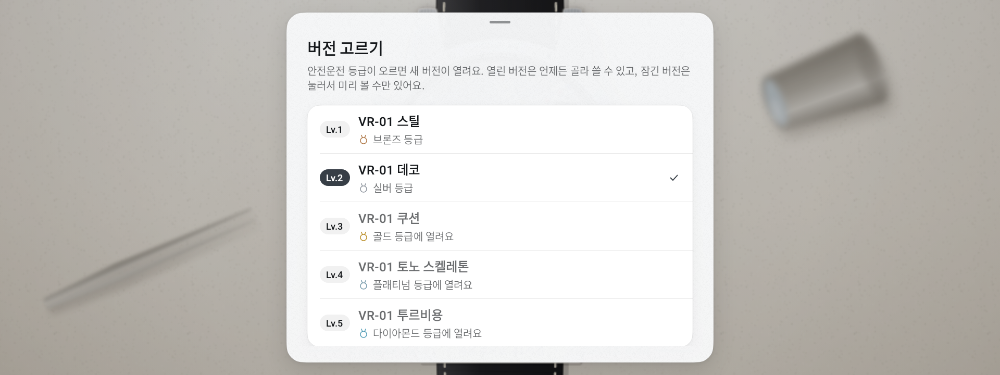 버전 고르기
안전운전 등급이 오르면 새 버전이 열려요. 열린 버전은 언제든 골라 쓸 수 있고, 잠긴 버전은
눌러서 미리 볼 수만 있어요.
Lv.1
VR-01 스틸
브론즈 등급
Lv.2
VR-01 데코
실버 등급
Lv.3
VR-01 쿠션
골드 등급에 열려요
Lv.4
VR-01 토노 스켈레톤
플래티넘 등급에 열려요
Lv.5
VR-01 투르비용
다이아몬드 등급에 열려요